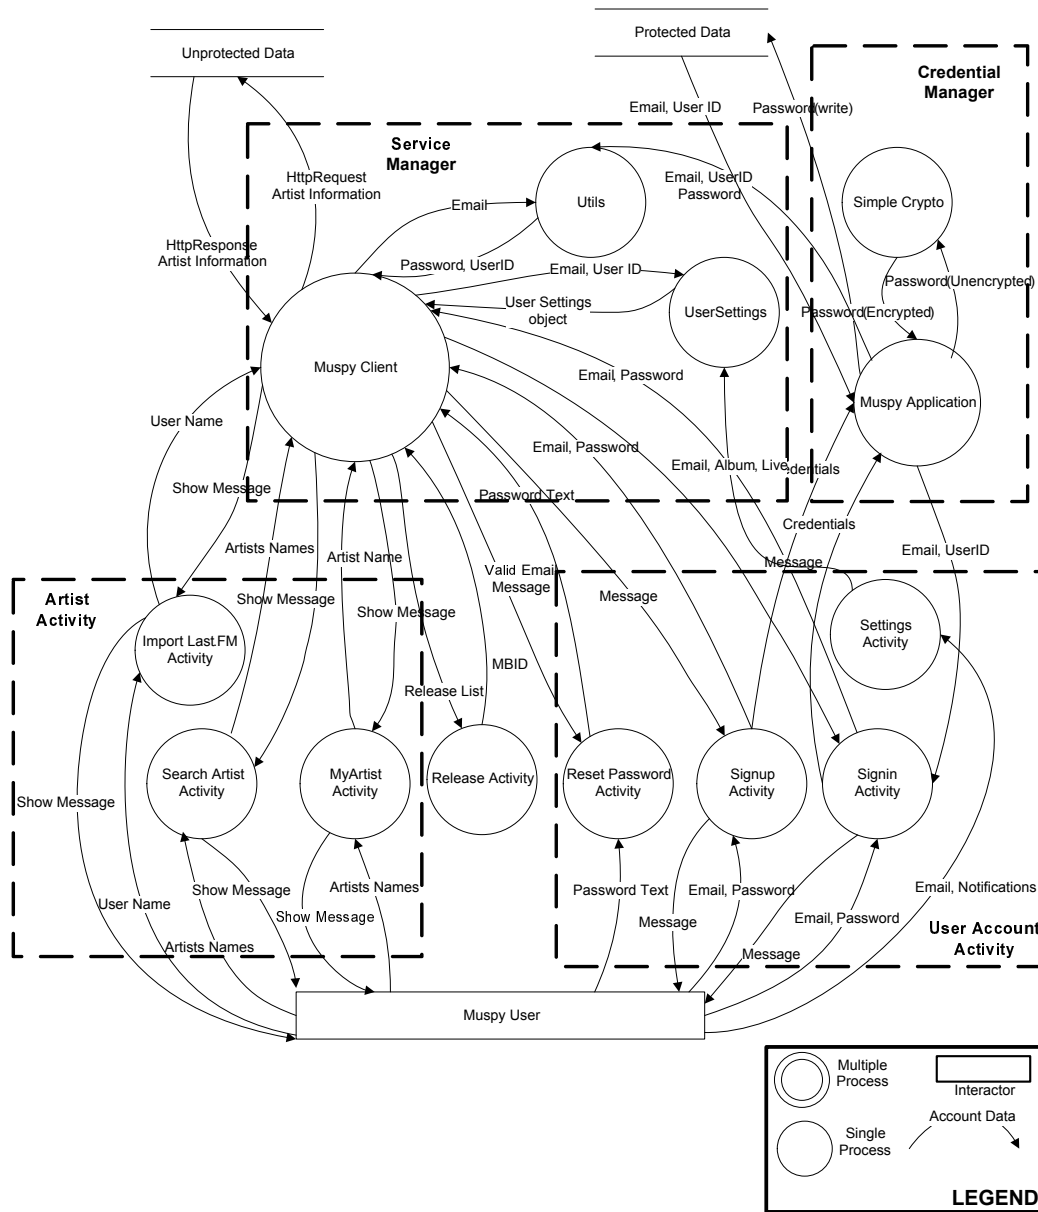 Unprotected Data
Protected Data
Credential
Manager
Email, User ID
Password(write)
Service
Manager
HttpRequest
Artist Information
Utils
Email, UserID
Password
Simple Crypto
Email
HttpResponse
Artist Information
Password, UserID
Email, User ID
Password(Unencrypted)
User Settings
object
UserSettings
Password(Encrypted)
Muspy Client
Email, Password
Muspy Application
User Name
Email, Password
Show Message
Email, Album, Live
edentials
Password Text
Credentials
Artists Names
Artist Name
Email, UserID
Show Message
Show Message
Valid Email
Message
Message
Message
Artist
Activity
Import Last.FM
Activity
Settings
Activity
MBID
Release List
Search Artist
Activity
MyArtist
Activity
Release Activity
Reset Password
Activity
Signup
Activity
Signin
Activity
Show Message
Show Message
Artists Names
Password Text
Email, Password
Email, Notifications
User Name
Show Message
Message
Email, Password
User Account
Activity
Artists Names
Message
Muspy User
Multiple
Process
Interactor
Account Data
Single
Process
LEGEND